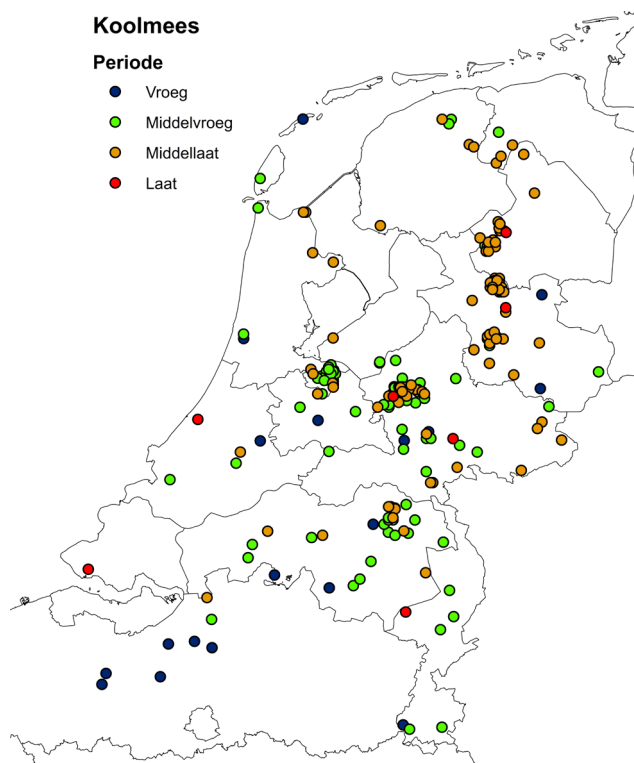 Koolmees
Periode
Vroeg
Middelvroeg
Middellaat
Laat